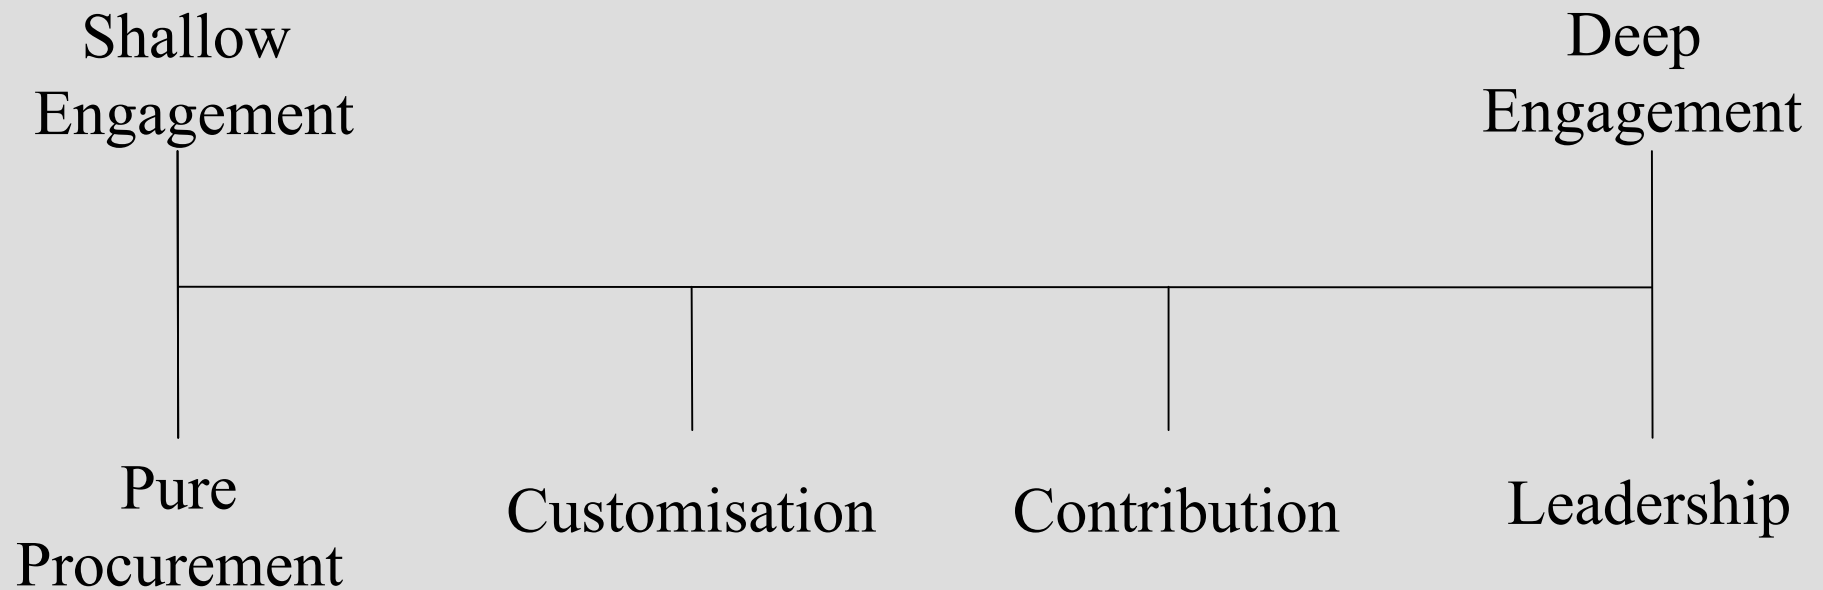 Shallow
Engagement
Deep
Engagement
Pure
Procurement
Customisation
Contribution
Leadership